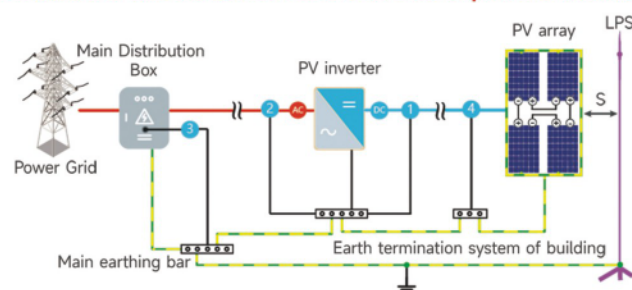 LPS
PV array
Main Distribution
Box
PV inverter
2
AC
DC
1
4
S
3
Power Grid
Earth termination system of building
Main earthing bar